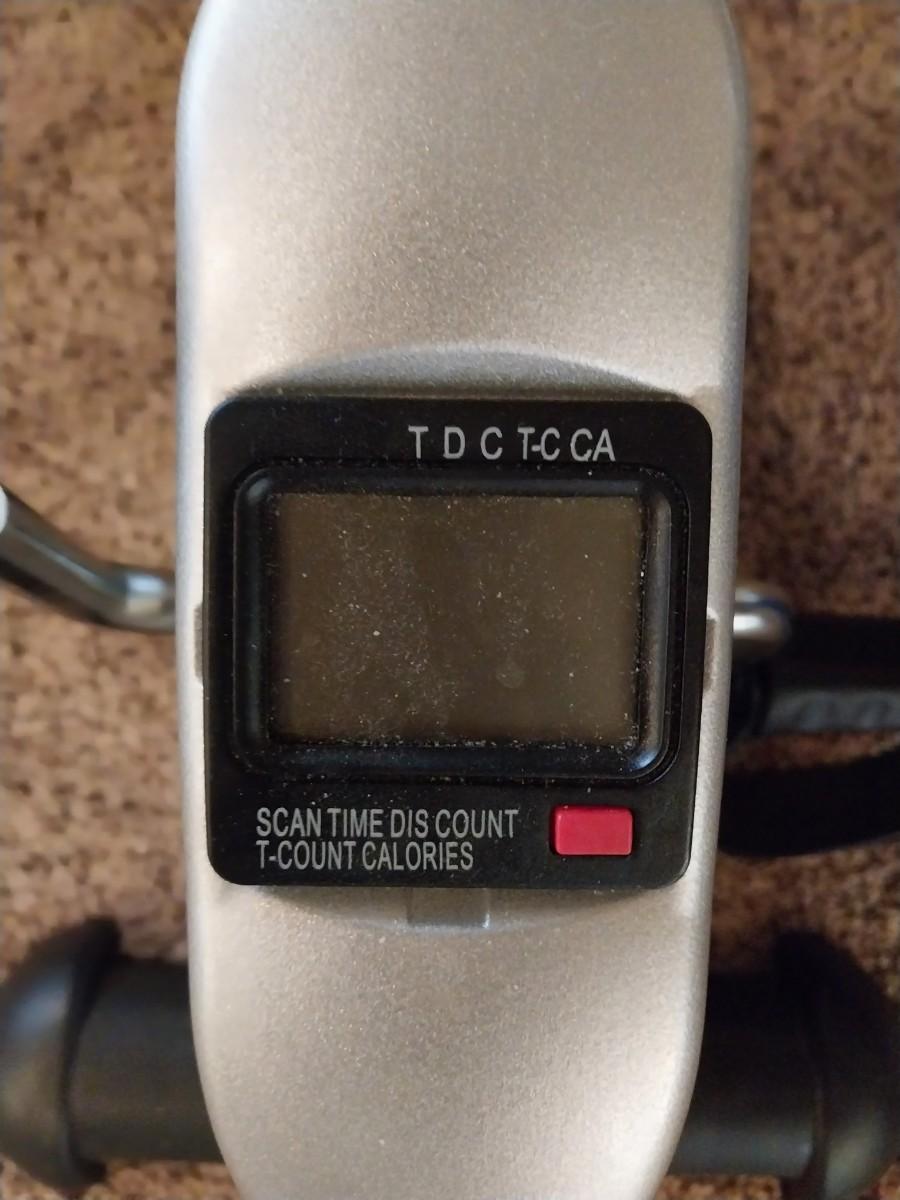 T D C T-C CA
SCAN TIME DIS COUNT
T-COUNT CALORIES